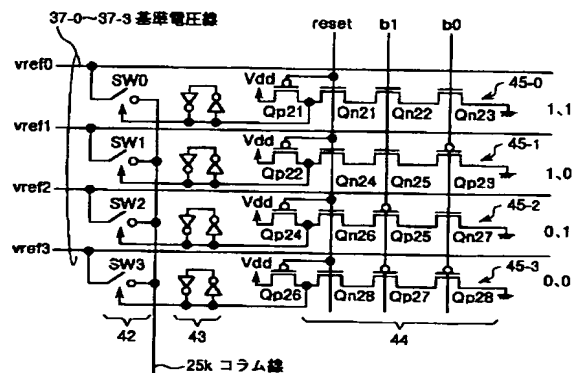 37-0～37-3 基準電圧線
reset b1 b0
vref0
SW0
Vdd
Qp21 Qn21 Qn22 Qn23
45-0
1、1
vref1
SW1
Vdd
Qp22 Qn24 Qn25 Qp23
45-1
1、0
vref2
SW2
Vdd
Qp24 Qn26 Qp25 Qn27
45-2
0、1
vref3
SW3
Vdd
Qp26 Qn28 Qp27 Qp28
45-3
0、0
42 43 44
25k コラム線